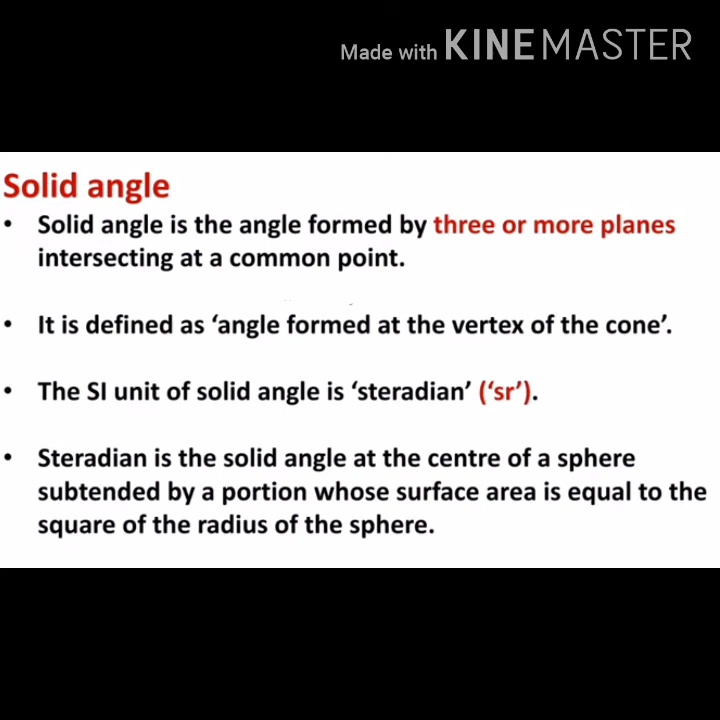 Made with KINEMASTER
Solid angle
• Solid angle is the angle formed by three or more planes
intersecting at a common point.
• It is defined as ‘angle formed at the vertex of the cone’.
• The SI unit of solid angle is ‘steradian’ (‘sr’).
• Steradian is the solid angle at the centre of a sphere
subtended by a portion whose surface area is equal to the
square of the radius of the sphere.